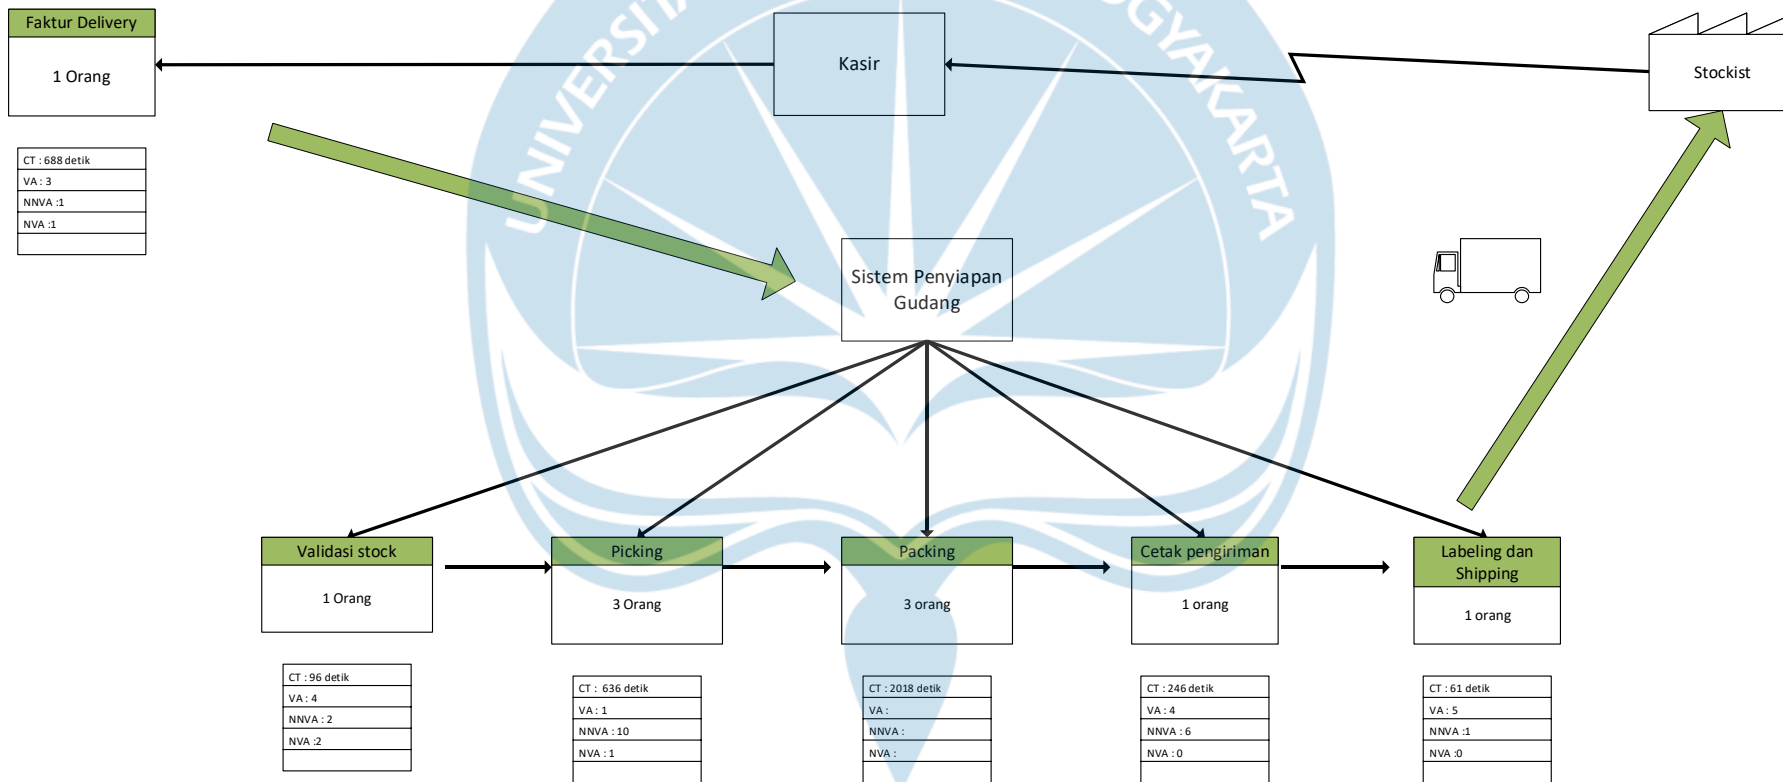 Faktur Delivery
1 Orang
Kasir
Stockist
CT : 688 detik
VA : 3
NNVA :1
NVA :1
Sistem Penyiapan
Gudang
Validasi stock
1 Orang
Picking
3 Orang
Packing
3 orang
Cetak pengiriman
1 orang
Labeling dan
Shipping
1 orang
CT : 96 detik
VA : 4
NNVA : 2
NVA :2
CT : 636 detik
VA : 1
NNVA : 10
NVA : 1
CT : 2018 detik
VA :
NNVA :
NVA :
CT : 246 detik
VA : 4
NNVA : 6
NVA : 0
CT : 61 detik
VA : 5
NNVA :1
NVA :0